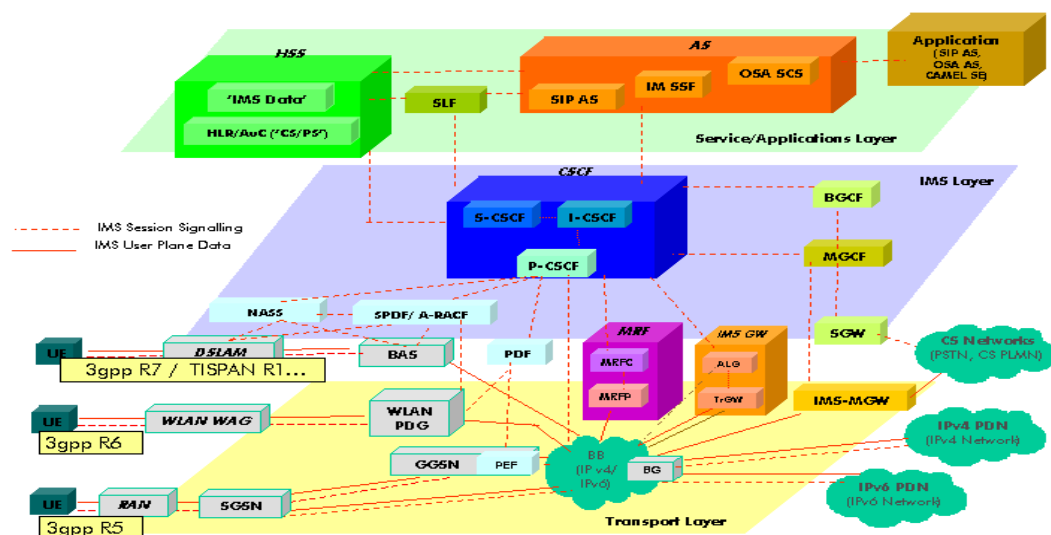 HSS
AS
Application
(SIP AS,
OSA AS,
CAMEL SE)
'IMS Data'
HLR/AuC ('CS/PS')
SLF
SIP AS
IM SSF
OSA SCS
Service/Applications Layer
CSCF
IMS Layer
S-CSCF
I-CSCF
P-CSCF
BGCF
MGCF
SGW
IMS Session Signalling
IMS User Plane Data
NASS
SPDF/ A-RACF
UE
DSLAM
BAS
PDF
3gpp R7 / TISPAN R1...
MRF
MRFC
MRFP
IMS GW
ALG
TrGW
CS Networks
(PSTN, CS PLMN)
IMS-MGW
UE
WLAN WAG
WLAN
PDG
3gpp R6
GGSN
PEF
BB
(IP v4/
IPv6)
BG
IPv4 PDN
(IPv4 Network)
IPv6 PDN
(IPv6 Network)
UE
RAN
SGSN
3gpp R5
Transport Layer